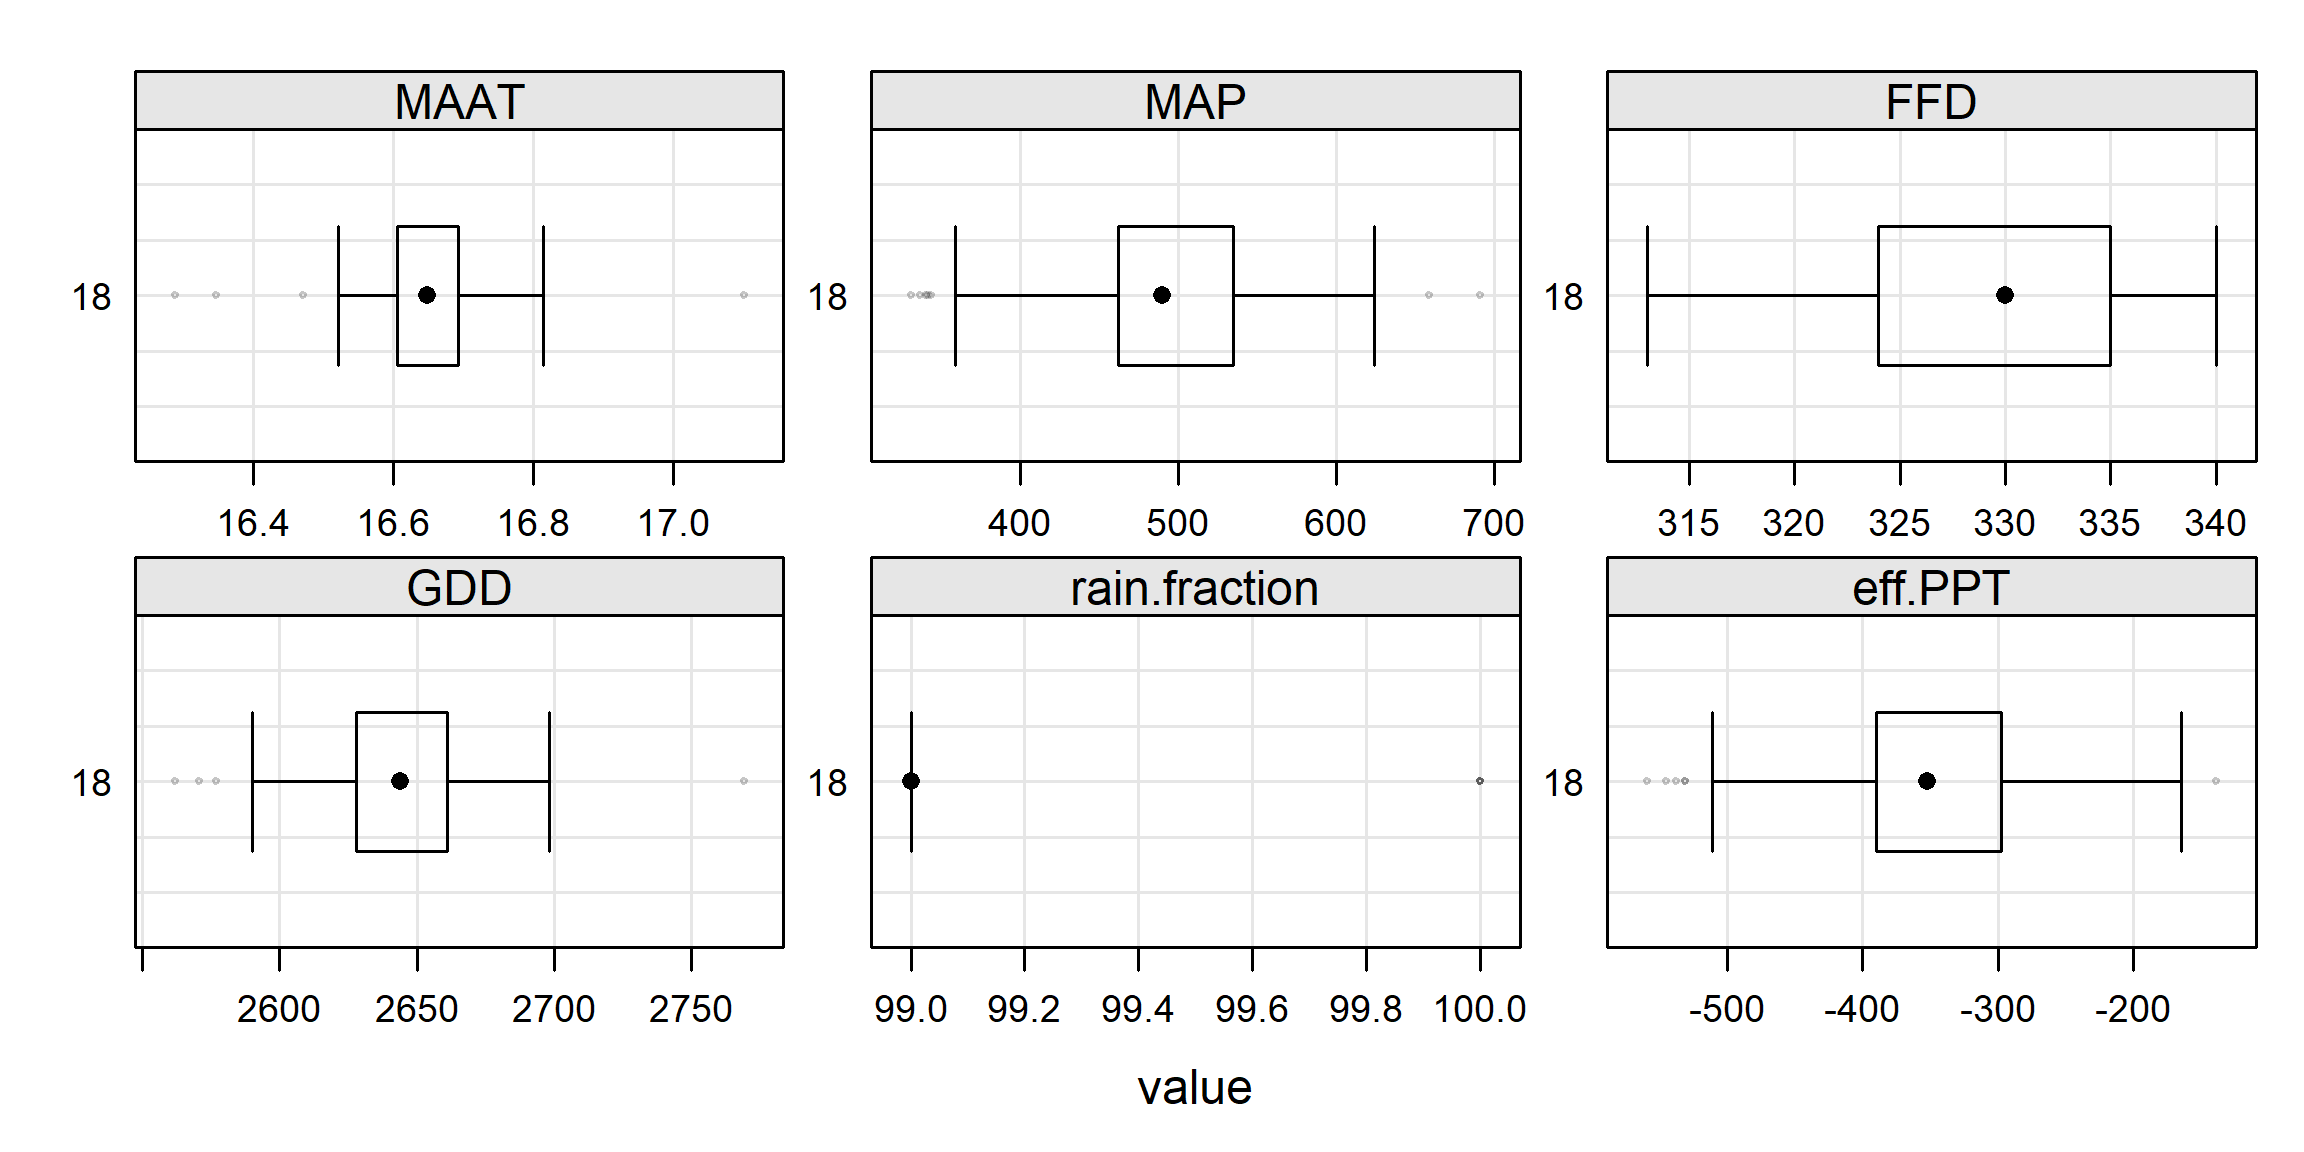 MAAT MAP FFD
18 18 18
16.4 16.6 16.8 17.0 400 500 600 700 315 320 325 330 335 340
GDD rain.fraction eff.PPT
18 18 18
2600 2650 2700 2750 99.0 99.2 99.4 99.6 99.8 100.0 -500 -400 -300 -200
value